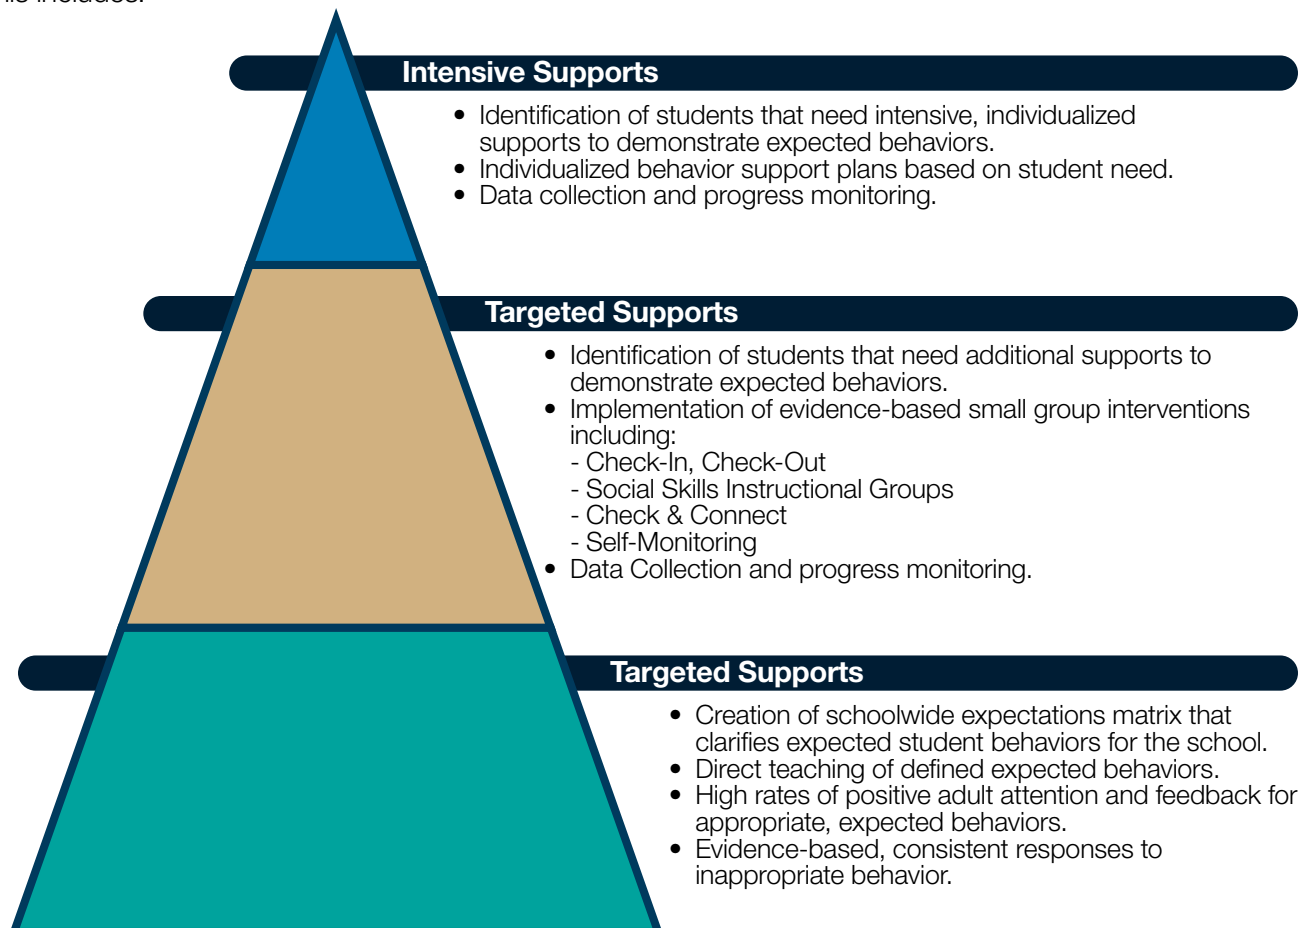 Intensive Supports
• Identification of students that need intensive, individualized
supports to demonstrate expected behaviors.
• Individualized behavior support plans based on student need.
• Data collection and progress monitoring.
Targeted Supports
• Identification of students that need additional supports to
demonstrate expected behaviors.
• Implementation of evidence-based small group interventions
including:
- Check-In, Check-Out
- Social Skills Instructional Groups
- Check & Connect
- Self-Monitoring
• Data Collection and progress monitoring.
Targeted Supports
• Creation of schoolwide expectations matrix that
clarifies expected student behaviors for the school.
• Direct teaching of defined expected behaviors.
• High rates of positive adult attention and feedback for
appropriate, expected behaviors.
• Evidence-based, consistent responses to
inappropriate behavior.